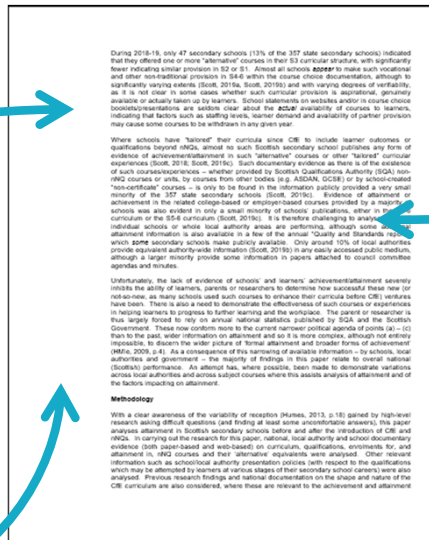 During 2018-19, only 47 secondary schools (13% of the 357 state secondary schools) indicated
that they offered one or more "alternative" courses in their S3 curricular structure, with significantly
fewer indicating similar provision in S2 or S1. Almost all schools appear to make such vocational
and other non-traditional provision in S4-6 within the course choice documentation, although to
significantly varying extents (Scott, 2019a, Scott, 2019b) and with varying degrees of verifiability,
as it is not clear in some cases whether such curricular provision is aspirational, genuinely
available or actually taken up by learners. School statements on websites and/or in course choice
booklets/presentations are seldom clear about the actual availability of courses to learners,
indicating that factors such as staffing levels, learner demand and availability of partner provision
may cause some courses to be withdrawn in any given year.
Where schools have "tailored" their curricula since CfE to include learner outcomes or
qualifications beyond nNQs, almost no such Scottish secondary school publishes any form of
evidence of achievement/attainment in such "alternative" courses or other "tailored" curricular
experiences (Scott, 2018; Scott, 2019c). Such documentary evidence as there is of the existence
of such courses/experiences – whether provided by Scottish Qualifications Authority (SQA) non-
nNQ courses or units, by courses from other bodies (e.g. ASDAN, GCSE) or by school-created
"non-certificate" courses – is only to be found in the information publicly provided a very small
minority of the 357 state secondary schools (Scott, 2019c). Evidence of attainment or
achievement in the related college-based or employer-based courses provided by a majority
schools was also evident in only a small minority of schools' publications, either in the
curriculum or the S5-6 curriculum (Scott, 2019c). It is therefore challenging to analyse
individual schools or whole local authority areas are performing, although some
attainment information is also available in a few of the annual "Quality and Standards
which some secondary schools make publicly available. Only around 10% of local authorities
provide equivalent authority-wide information (Scott, 2019b) in any easily accessed public medium,
although a larger minority provide some information in papers attached to council committee
agendas and minutes.
Unfortunately, the lack of evidence of schools' and learners' achievement/attainment severely
inhibits the ability of learners, parents or researchers to determine how successful these new (or
not-so-new, as many schools used such courses to enhance their curricula before CfE) ventures
have been. There is also a need to demonstrate the effectiveness of such courses or experiences
in helping learners to progress to further learning and the workplace. The parent or researcher is
thus largely forced to rely on annual national statistics published by SQA and the Scottish
Government. These now conform more to the current narrower political agenda of points (a) – (c)
than to the past, wider information on attainment and so it is more complex, although not entirely
impossible, to discern the wider picture of formal attainment and broader forms of achievement
(HMIe, 2009, p.4). As a consequence of this narrowing of available information – by schools, local
authorities and government – the majority of findings in this paper relate to overall national
(Scottish) performance. An attempt has, where possible, been made to demonstrate variations
across local authorities and across subject courses where this assists analysis of attainment and of
the factors impacting on attainment.
Methodology
With a clear awareness of the variability of reception (Humes, 2013, p.18) gained by high-level
research asking difficult questions (and finding at least some uncomfortable answers), this paper
analyses attainment in Scottish secondary schools before and after the introduction of CfE and
nNQs. In carrying out the research for this paper, national, local authority and school documentary
evidence (both paper-based and web-based) on curriculum, qualifications, enrolments for, and
attainment in, nNQ courses and their 'alternative' equivalents were analysed. Other relevant
information such as school/local authority presentation policies (with respect to the qualifications
which may be attempted by learners at various stages of their secondary school careers) were also
analysed. Previous research findings and national documentation on the shape and nature of the
CfE curriculum are also considered, where these are relevant to the achievement and attainment